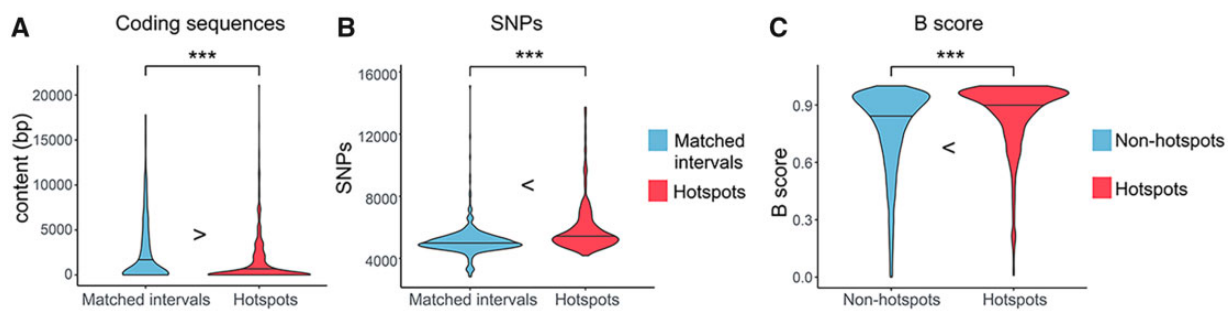 A
Coding sequences
***
content (bp)
20000
15000
10000
5000
0
>
Matched intervals
Hotspots
B
SNPs
***
SNPs
16000
12000
8000
4000
<
Matched intervals
Hotspots
Matched
intervals
Hotspots
C
B score
***
B score
0.9
0.6
0.3
0.0
<
Non-hotspots
Hotspots
Non-hotspots
Hotspots